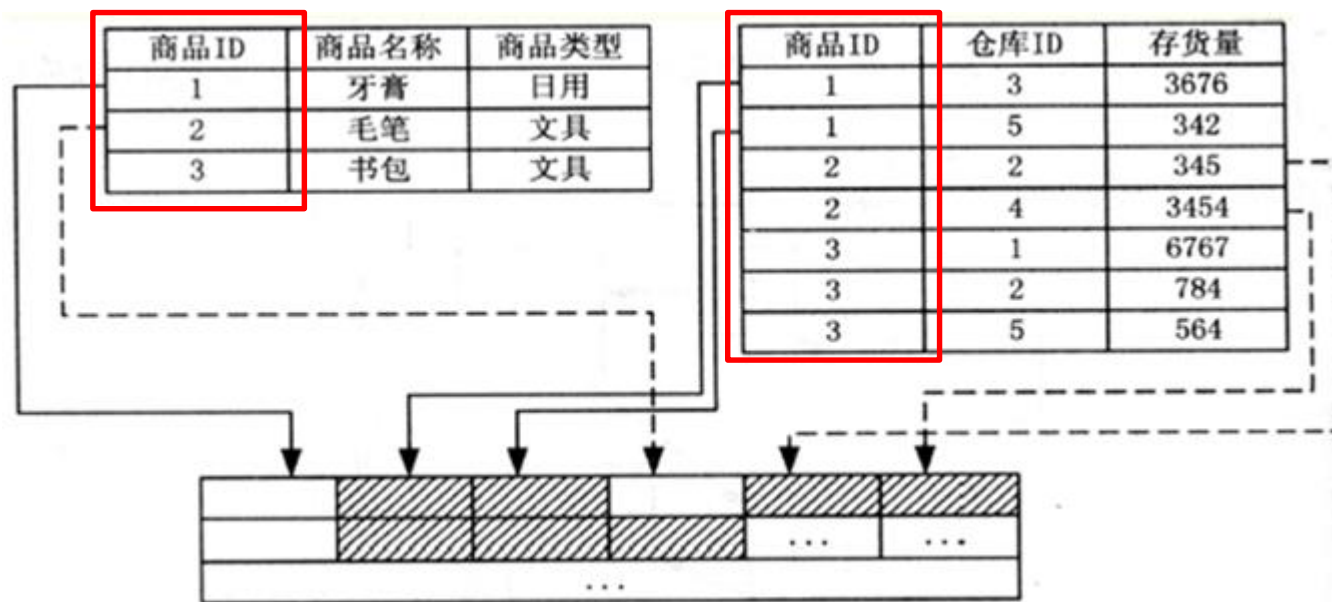 商品ID 商品名称 商品类型
1 牙膏 日用
2 毛笔 文具
3 书包 文具
商品ID 仓库ID 存货量
1 3 3676
1 5 342
2 2 345
2 4 3454
3 1 6767
3 2 784
3 5 564
... ...
...